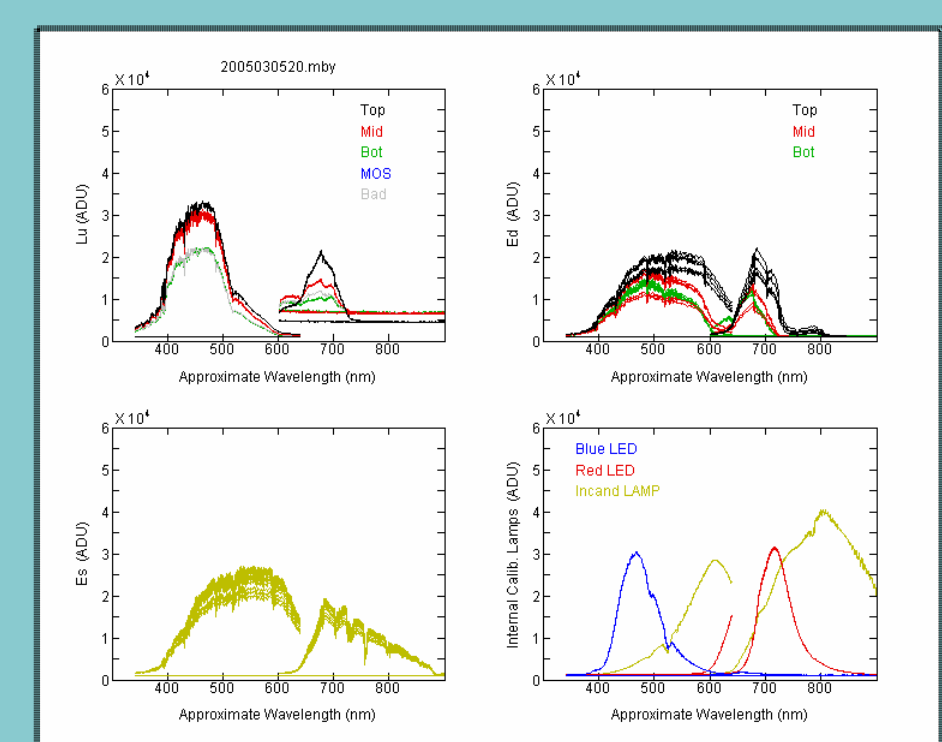 2005030520.mby
X 10⁴
6
5
4
3
2
1
0
Lu (ADU)
Top
Mid
Bot
MOS
Bad
400 500 600 700 800
Approximate Wavelength (nm)
X 10⁴
6
5
4
3
2
1
0
Ed (ADU)
Top
Mid
Bot
400 500 600 700 800
Approximate Wavelength (nm)
X 10⁴
6
5
4
3
2
1
0
Es (ADU)
400 500 600 700 800
Approximate Wavelength (nm)
X 10⁴
6
5
4
3
2
1
0
Internal Calib. Lamps (ADU)
Blue LED
Red LED
Incand LAMP
400 500 600 700 800
Approximate Wavelength (nm)